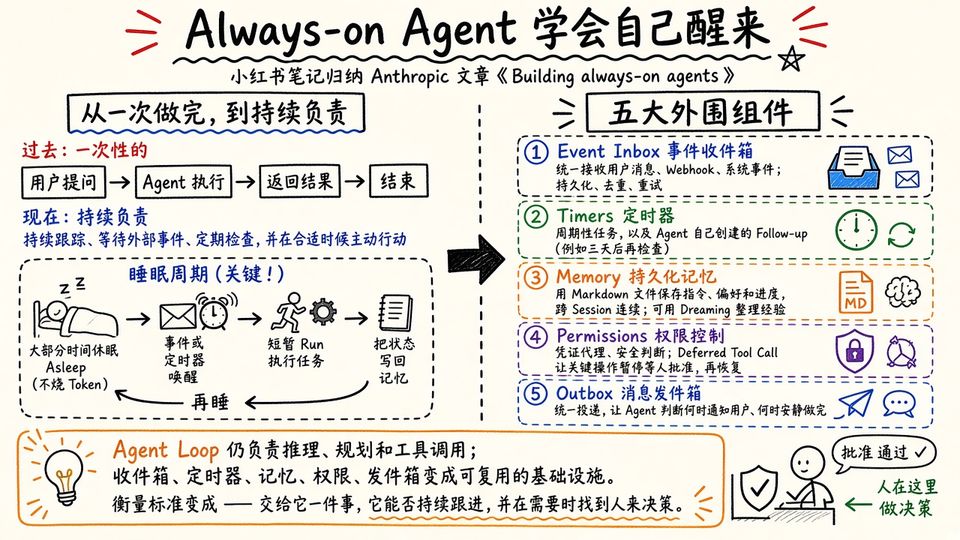 Always-on Agent 学会自己醒来
小红书笔记归纳 Anthropic 文章《Building always-on agents》
从一次做完，到持续负责
过去：一次性的
用户提问
Agent 执行
返回结果
结束
现在：持续负责
持续跟踪、等待外部事件、定期检查，并在合适时候主动行动
睡眠周期（关键！）
z z
大部分时间休眠
Asleep
（不烧 Token）
事件或
定时器
唤醒
短暂 Run
执行任务
把状态
写回
记忆
再睡
五大外围组件
① Event Inbox 事件收件箱
统一接收用户消息、Webhook、系统事件；
持久化、去重、重试
② Timers 定时器
周期性任务，以及 Agent 自己创建的 Follow-up
（例如三天后再检查）
③ Memory 持久化记忆
用 Markdown 文件保存指令、偏好和进度，
跨 Session 连续；可用 Dreaming 整理经验
MD
④ Permissions 权限控制
凭证代理、安全判断；Deferred Tool Call
让关键操作暂停等人批准，再恢复
⑤ Outbox 消息发件箱
统一投递，让 Agent 判断何时通知用户、何时安静做完
Agent Loop 仍负责推理、规划和工具调用；
收件箱、定时器、记忆、权限、发件箱变成可复用的基础设施。
衡量标准变成 —— 交给它一件事，它能否持续跟进，并在需要时找到人来决策。
批准 通过 ✓
人在这里
做决策